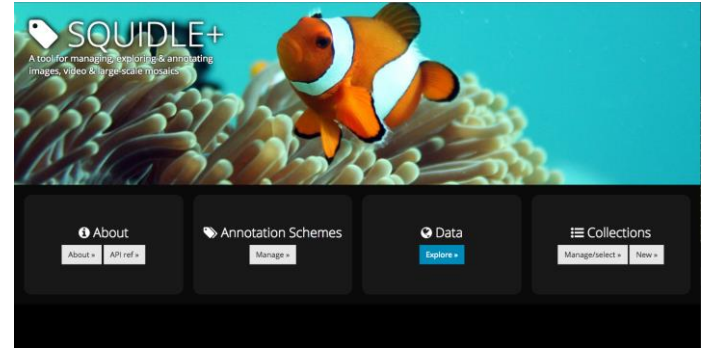 SQUIDLE+
A tool for managing, exploring & annotating
images, video & large-scale mosaics
About
About » API ref »
Annotation Schemes
Manage »
Data
Explore »
Collections
Manage/select » New »